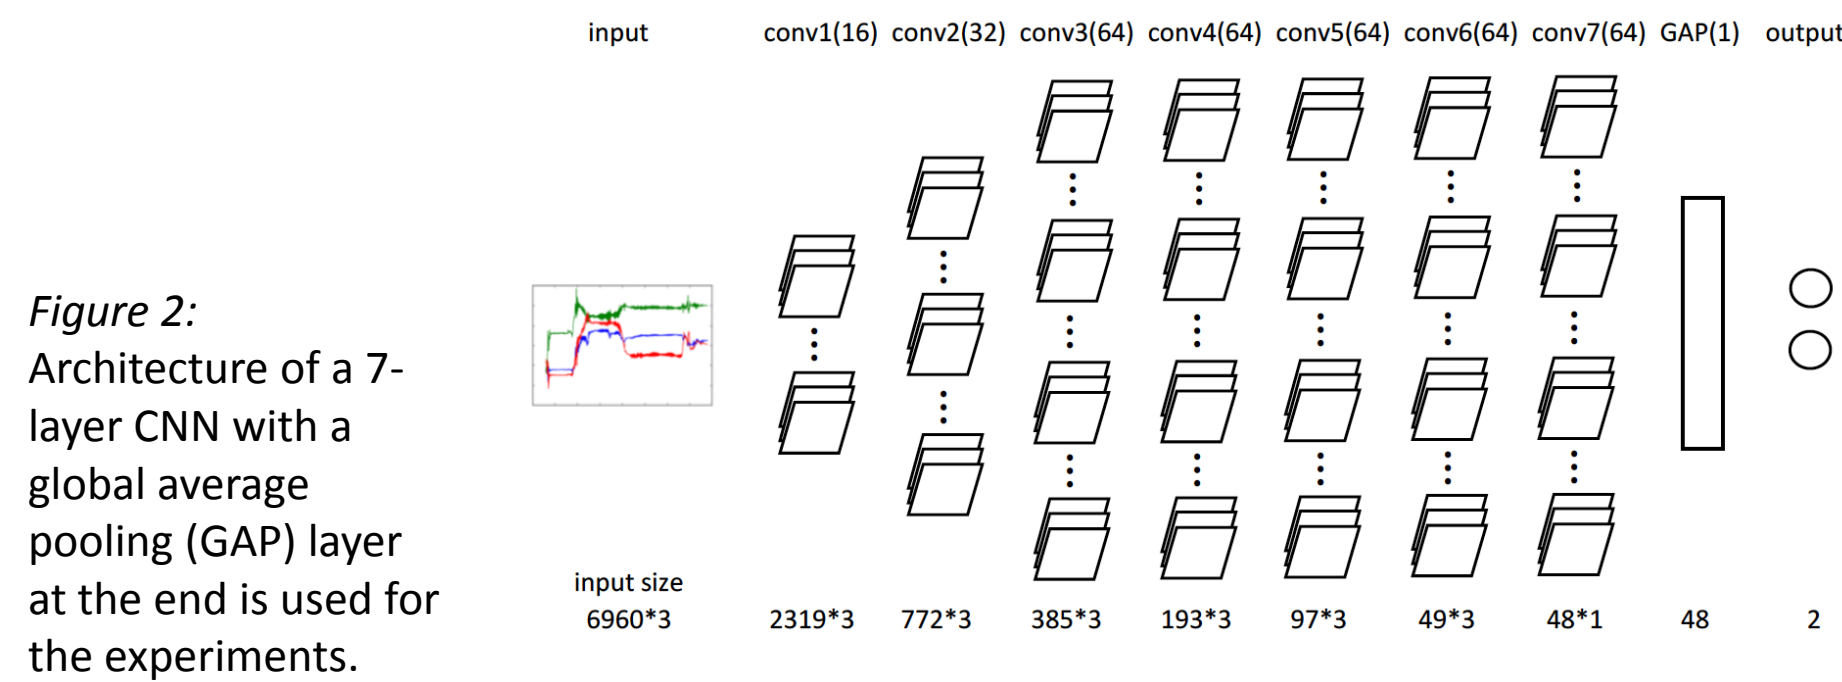 input conv1(16) conv2(32) conv3(64) conv4(64) conv5(64) conv6(64) conv7(64) GAP(1) output
Figure 2:
Architecture of a 7-
layer CNN with a
global average
pooling (GAP) layer
at the end is used for
the experiments.
input size
6960*3 2319*3 772*3 385*3 193*3 97*3 49*3 48*1 48 2